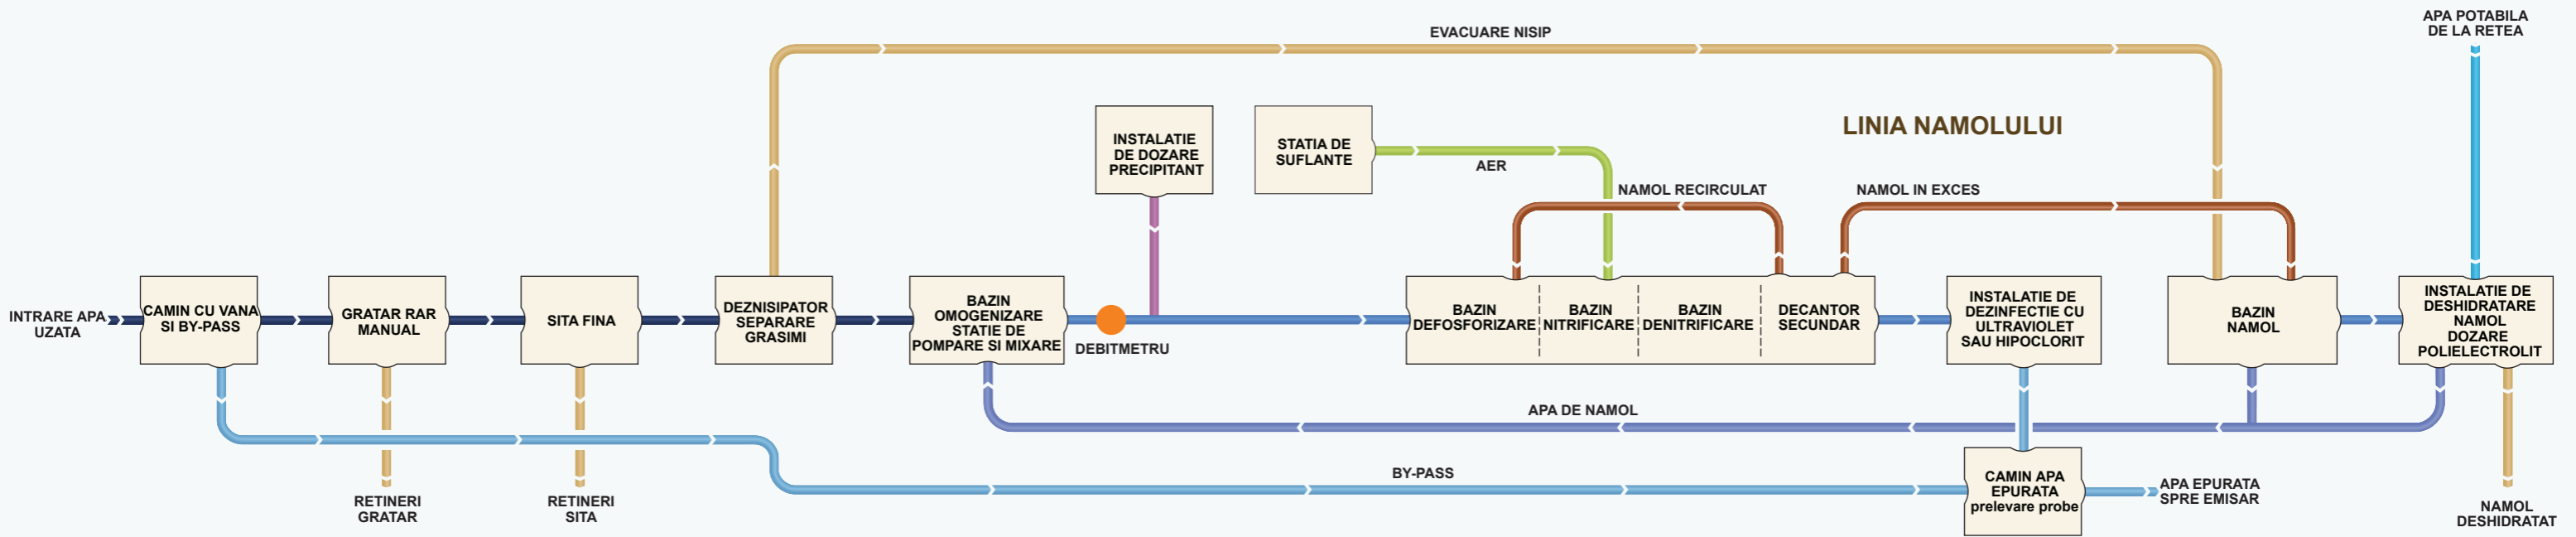 EVACUARE NISIP
APA POTABILA
DE LA RETEA
LINIA NAMOLULUI
INSTALATIE
DE DOZARE
PRECIPITANT
STATIA DE
SUFLANTE
AER
NAMOL RECIRCULAT
NAMOL IN EXCES
INTRARE APA
UZATA
CAMIN CU VANA
SI BY-PASS
GRATAR RAR
MANUAL
SITA FINA
DEZNISIPATOR
SEPARARE
GRASIMI
BAZIN
OMOGENIZARE
STATIE DE
POMPARE SI MIXARE
DEBITMETRU
BAZIN
DEFOSFORIZARE
BAZIN
NITRIFICARE
BAZIN
DENITRIFICARE
DECANTOR
SECUNDAR
INSTALATIE DE
DEZINFECTIE CU
ULTRAVIOLET
SAU HIPOCLORIT
BAZIN
NAMOL
INSTALATIE DE
DESHIDRATARE
NAMOL
DOZARE
POLIELECTROLIT
APA DE NAMOL
BY-PASS
RETINERI
GRATAR
RETINERI
SITA
CAMIN APA
EPURATA
prelevare probe
APA EPURATA
SPRE EMISAR
NAMOL
DESHIDRATAT